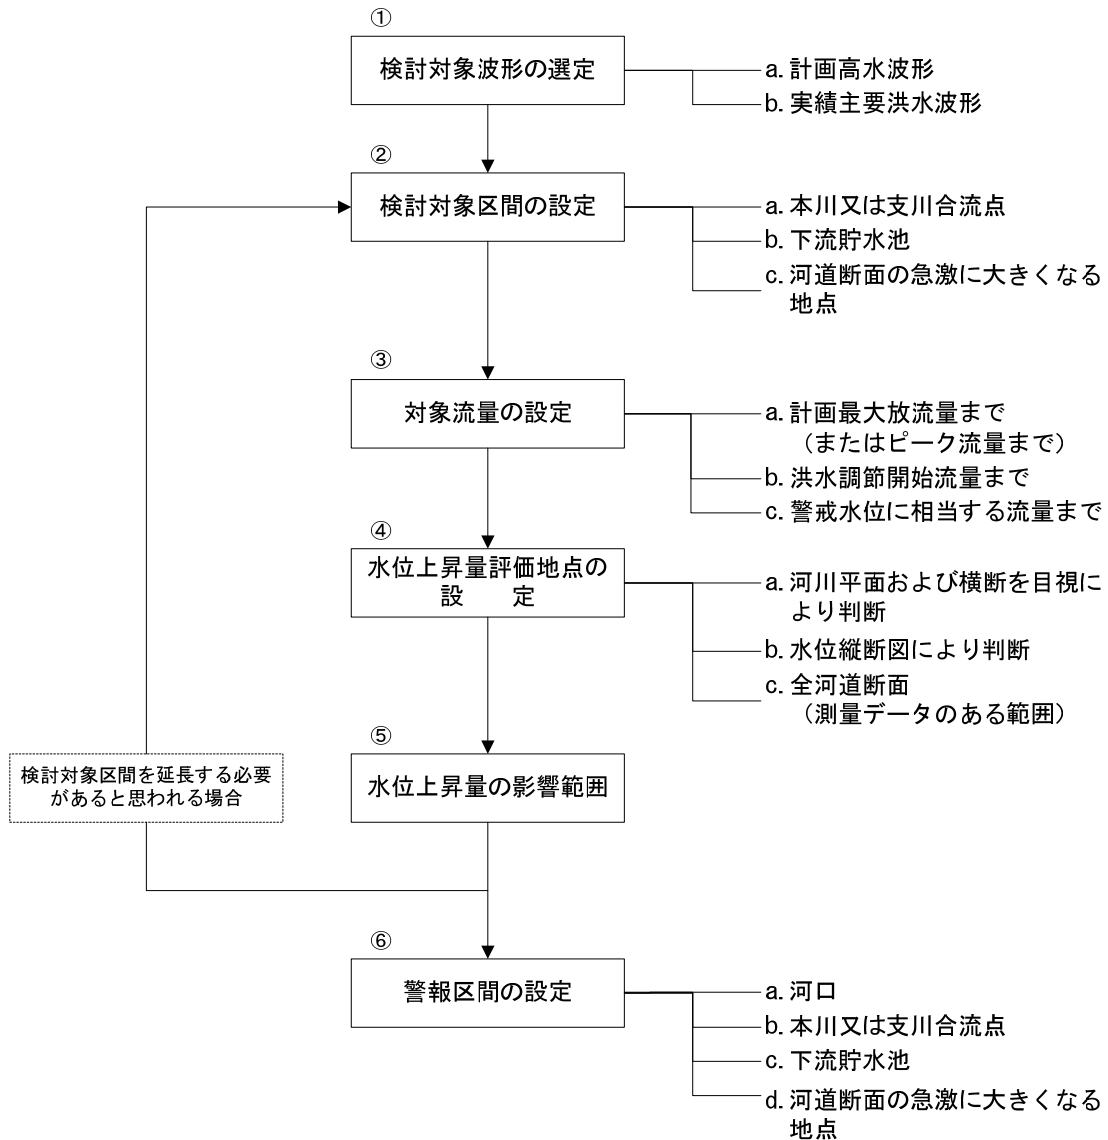 ①
検討対象波形の選定
a. 計画高水波形
b. 実績主要洪水波形
②
検討対象区間の設定
a. 本川又は支川合流点
b. 下流貯水池
c. 河道断面の急激に大きくなる
地点
③
対象流量の設定
a. 計画最大放流量まで
（またはピーク流量まで）
b. 洪水調節開始流量まで
c. 警戒水位に相当する流量まで
④
水位上昇量評価地点の
設　　定
a. 河川平面および横断を目視に
より判断
b. 水位縦断図により判断
c. 全河道断面
（測量データのある範囲）
⑤
水位上昇量の影響範囲
検討対象区間を延長する必要
があると思われる場合
⑥
警報区間の設定
a. 河口
b. 本川又は支川合流点
c. 下流貯水池
d. 河道断面の急激に大きくなる
地点